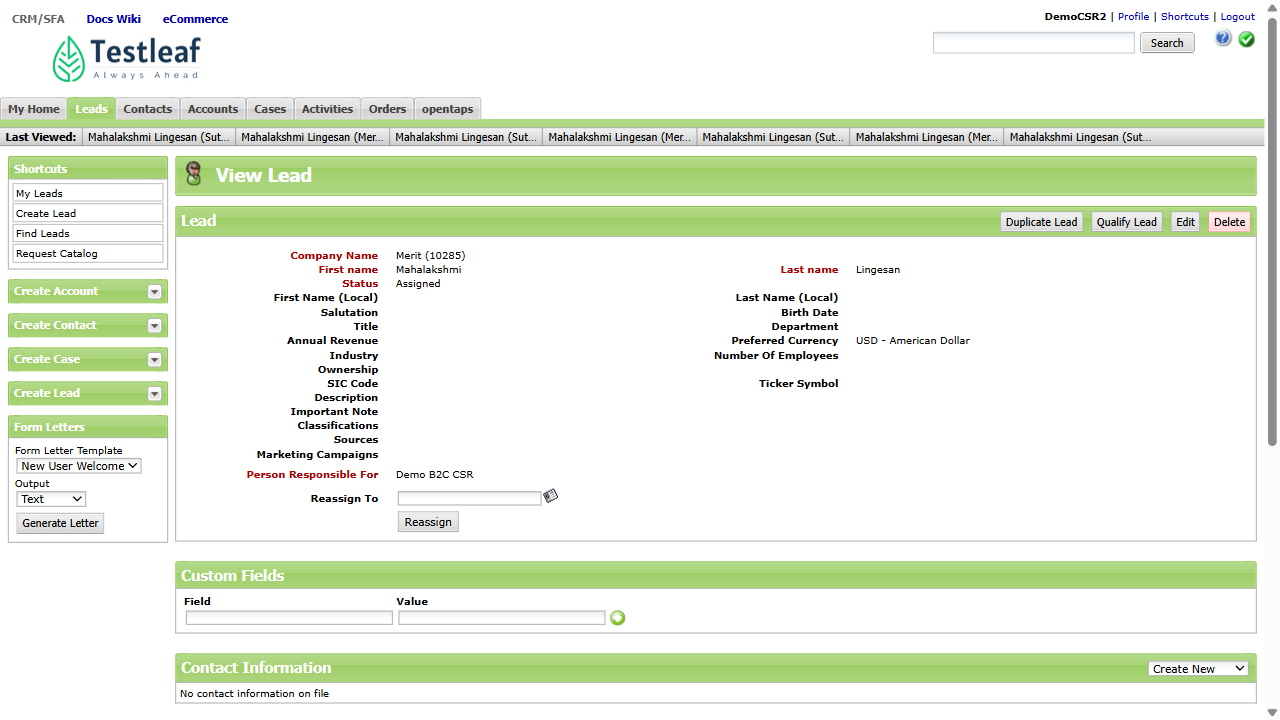 CRM/SFA Docs Wiki eCommerce
DemoCSR2 | Profile | Shortcuts | Logout
Testleaf
Always Ahead
Search
My Home Leads Contacts Accounts Cases Activities Orders opentaps
Last Viewed: Mahalakshmi Lingesan (Sut... Mahalakshmi Lingesan (Mer... Mahalakshmi Lingesan (Sut... Mahalakshmi Lingesan (Mer... Mahalakshmi Lingesan (Sut... Mahalakshmi Lingesan (Mer... Mahalakshmi Lingesan (Sut...
Shortcuts
My Leads
Create Lead
Find Leads
Request Catalog
Create Account
Create Contact
Create Case
Create Lead
Form Letters
Form Letter Template
New User Welcome
Output
Text
Generate Letter
View Lead
Lead
Duplicate Lead Qualify Lead Edit Delete
Company Name Merit (10285)
First name Mahalakshmi Last name Lingesan
Status Assigned
First Name (Local) Last Name (Local)
Salutation Birth Date
Title Department
Annual Revenue Preferred Currency USD - American Dollar
Industry Number Of Employees
Ownership
SIC Code Ticker Symbol
Description
Important Note
Classifications
Sources
Marketing Campaigns
Person Responsible For Demo B2C CSR
Reassign To
Reassign
Custom Fields
Field Value
Contact Information
Create New
No contact information on file